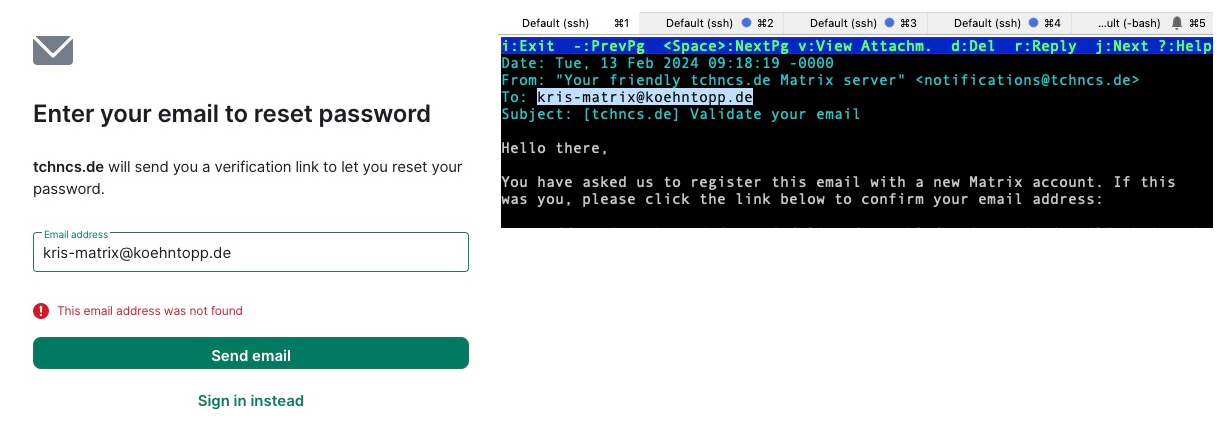 Enter your email to reset password
tchncs.de will send you a verification link to let you reset your
password.
Email address
kris-matrix@koehntopp.de
This email address was not found
Send email
Sign in instead
Default (ssh) ⌘1 Default (ssh) ⌘2 Default (ssh) ⌘3 Default (ssh) ⌘4 ...ult (-bash) ⌘5
i:Exit -:PrevPg <Space>:NextPg v:View Attachm. d:Del r:Reply j:Next ?:Help
Date: Tue, 13 Feb 2024 09:18:19 -0000
From: "Your friendly tchncs.de Matrix server" <notifications@tchncs.de>
To: kris-matrix@koehntopp.de
Subject: [tchncs.de] Validate your email
Hello there,
You have asked us to register this email with a new Matrix account. If this
was you, please click the link below to confirm your email address: